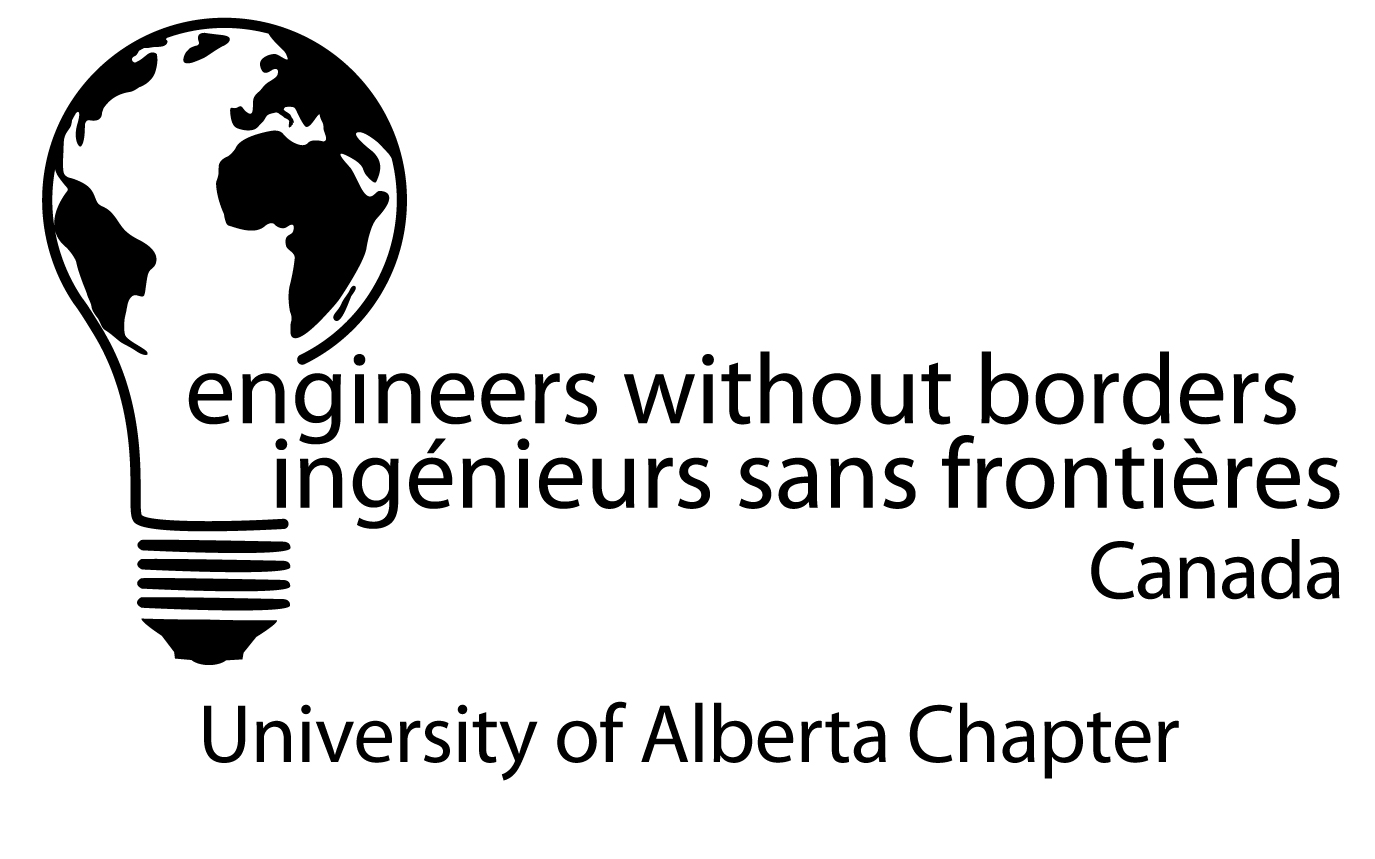 engineers without borders
ingénieurs sans frontières
Canada
University of Alberta Chapter